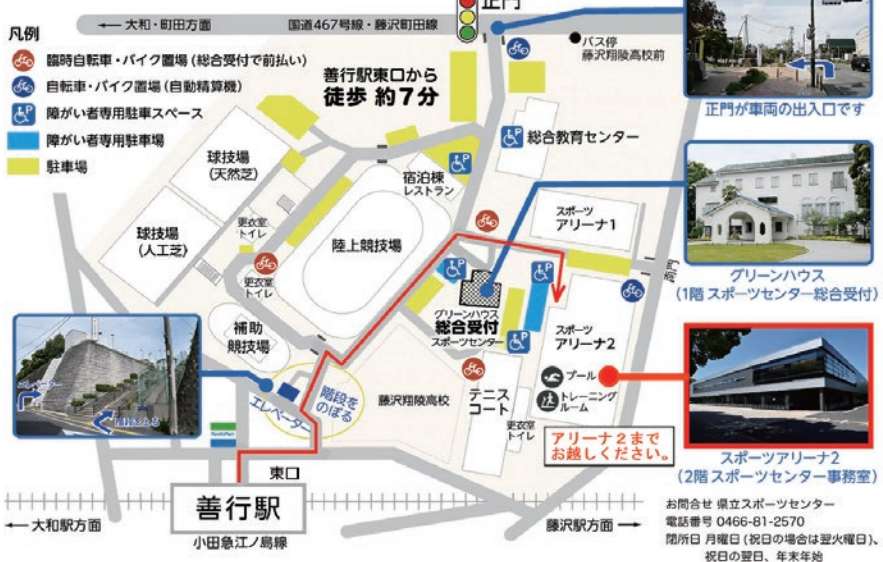 正門
← 大和・町田方面
国道467号線・藤沢町田線
凡例
臨時自転車・バイク置場 (総合受付で前払い)
自転車・バイク置場 (自動精算機)
障がい者専用駐車スペース
障がい者専用駐車場
駐車場
善行駅東口から
徒歩 約7分
バス停
藤沢翔陵高校前
正門が車両の出入口です
P
総合教育センター
球技場
(天然芝)
P
宿泊棟
レストラン
球技場
(人工芝)
更衣室
トイレ
陸上競技場
スポーツ
アリーナ1
南門
グリーンハウス
(1階 スポーツセンター総合受付)
更衣室
トイレ
P
P
グリーンハウス
総合受付
スポーツセンター
P
スポーツ
アリーナ2
補助
競技場
エレベーター
階段をのぼる
エレベーター
階段を
のぼる
FamilyMart
藤沢翔陵高校
テニス
コート
プール
トレーニング
ルーム
更衣室
トイレ
アリーナ2まで
お越しください。
スポーツアリーナ2
(2階 スポーツセンター事務室)
東口
善行駅
小田急江ノ島線
← 大和駅方面
藤沢駅方面 →
お問合せ 県立スポーツセンター
電話番号 0466-81-2570
閉所日 月曜日 (祝日の場合は翌火曜日)、
祝日の翌日、年末年始